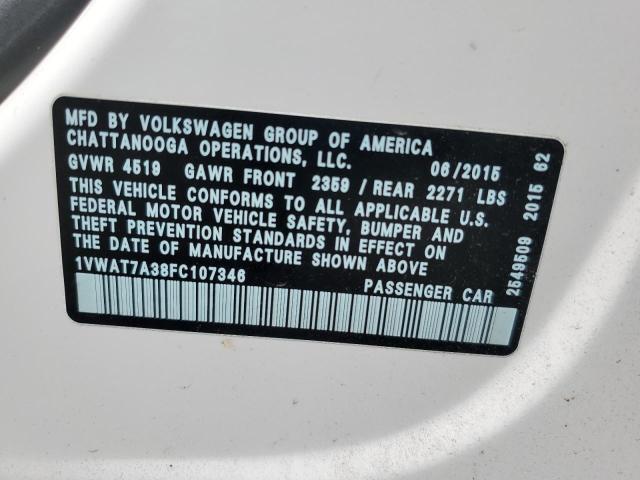 MFD BY VOLKSWAGEN GROUP OF AMERICA
CHATTANOOGA OPERATIONS, LLC. 06/2015
GVWR 4519 GAWR FRONT 2359 / REAR 2271 LBS
THIS VEHICLE CONFORMS TO ALL APPLICABLE U.S.
FEDERAL MOTOR VEHICLE SAFETY, BUMPER AND
THEFT PREVENTION STANDARDS IN EFFECT ON
THE DATE OF MANUFACTURE SHOWN ABOVE
1VWAT7A38FC107346 PASSENGER CAR
2549509 2015 62